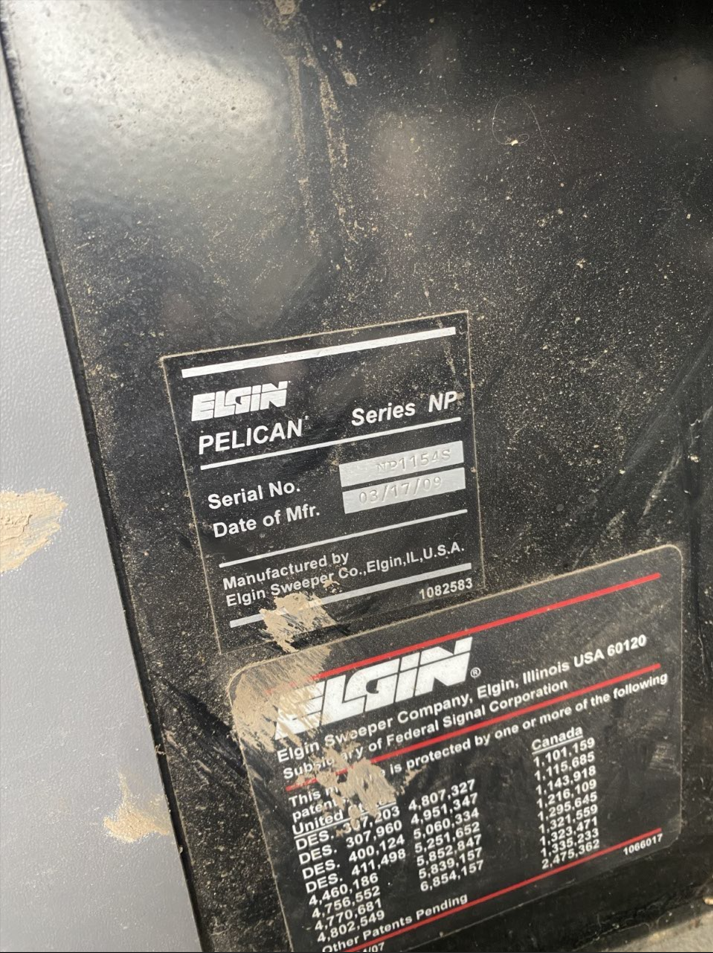 ELGIN
PELICAN Series NP
Serial No. NP1154S
Date of Mfr. 03/17/08
Manufactured by
Elgin Sweeper Co.,Elgin,IL,U.S.A.
1082583
ELGIN®
Elgin Sweeper Company, Elgin, Illinois USA 60120
of Federal Signal Corporation
This is protected by one or more of the following
United Canada
DES. 307,203 4,807,327 1,101,159
DES. 307,960 4,951,347 1,115,685
DES. 400,124 5,060,334 1,143,918
DES. 411,498 5,251,652 1,216,109
4,460,186 5,852,847 1,295,645
4,756,552 5,839,157 1,321,559
4,770,681 6,854,157 1,323,471
4,802,549 1,335,233
2,475,362
Other Patents Pending 1066017
/07